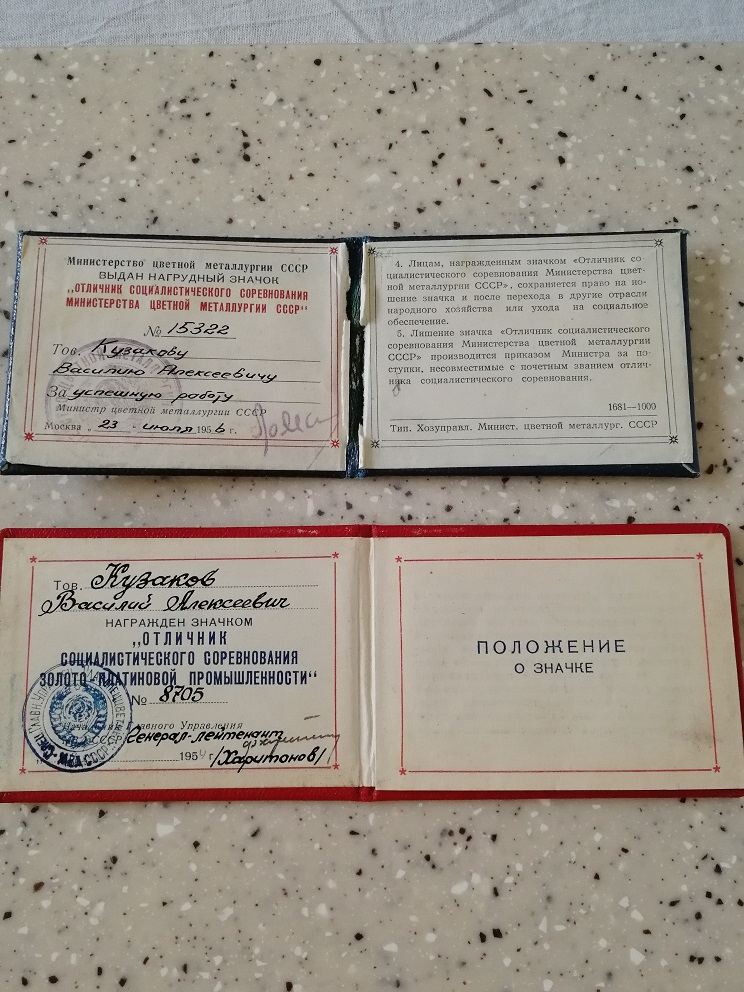 Министерство цветной металлургии СССР
ВЫДАН НАГРУДНЫЙ ЗНАЧОК
„ОТЛИЧНИК СОЦИАЛИСТИЧЕСКОГО СОРЕВНОВАНИЯ
МИНИСТЕРСТВА ЦВЕТНОЙ МЕТАЛЛУРГИИ СССР"
№ 15322
Тов. Кузакову
Василию Алексеевичу
За успешную работу
Министр цветной металлургии СССР
Москва „23" июля 1956 г.
4. Лицам, награжденным значком «Отличник со
циалистического соревнования Министерства цвет-
ной металлургии СССР», сохраняется право на но-
шение значка и после перехода в другие отрасли
народного хозяйства или ухода на социальное
обеспечение.
5. Лишение значка «Отличник социалистического
соревнования Министерства цветной металлургии
СССР» производится приказом Министра за по-
ступки, несовместимые с почетным званием отлич-
ника социалистического соревнования.
1681—1000
Тип. Хозуправл. Минист. цветной металлург. СССР
Тов. Кузаков
Василий Алексеевич
НАГРАЖДЕН ЗНАЧКОМ
„ОТЛИЧНИК
СОЦИАЛИСТИЧЕСКОГО СОРЕВНОВАНИЯ
ЗОЛОТО-ПЛАТИНОВОЙ ПРОМЫШЛЕННОСТИ"
№ 8705
Начальник Главного Управления
СССР Генерал-лейтенант
195 г. /Харитонов/
ПОЛОЖЕНИЕ
О ЗНАЧКЕ